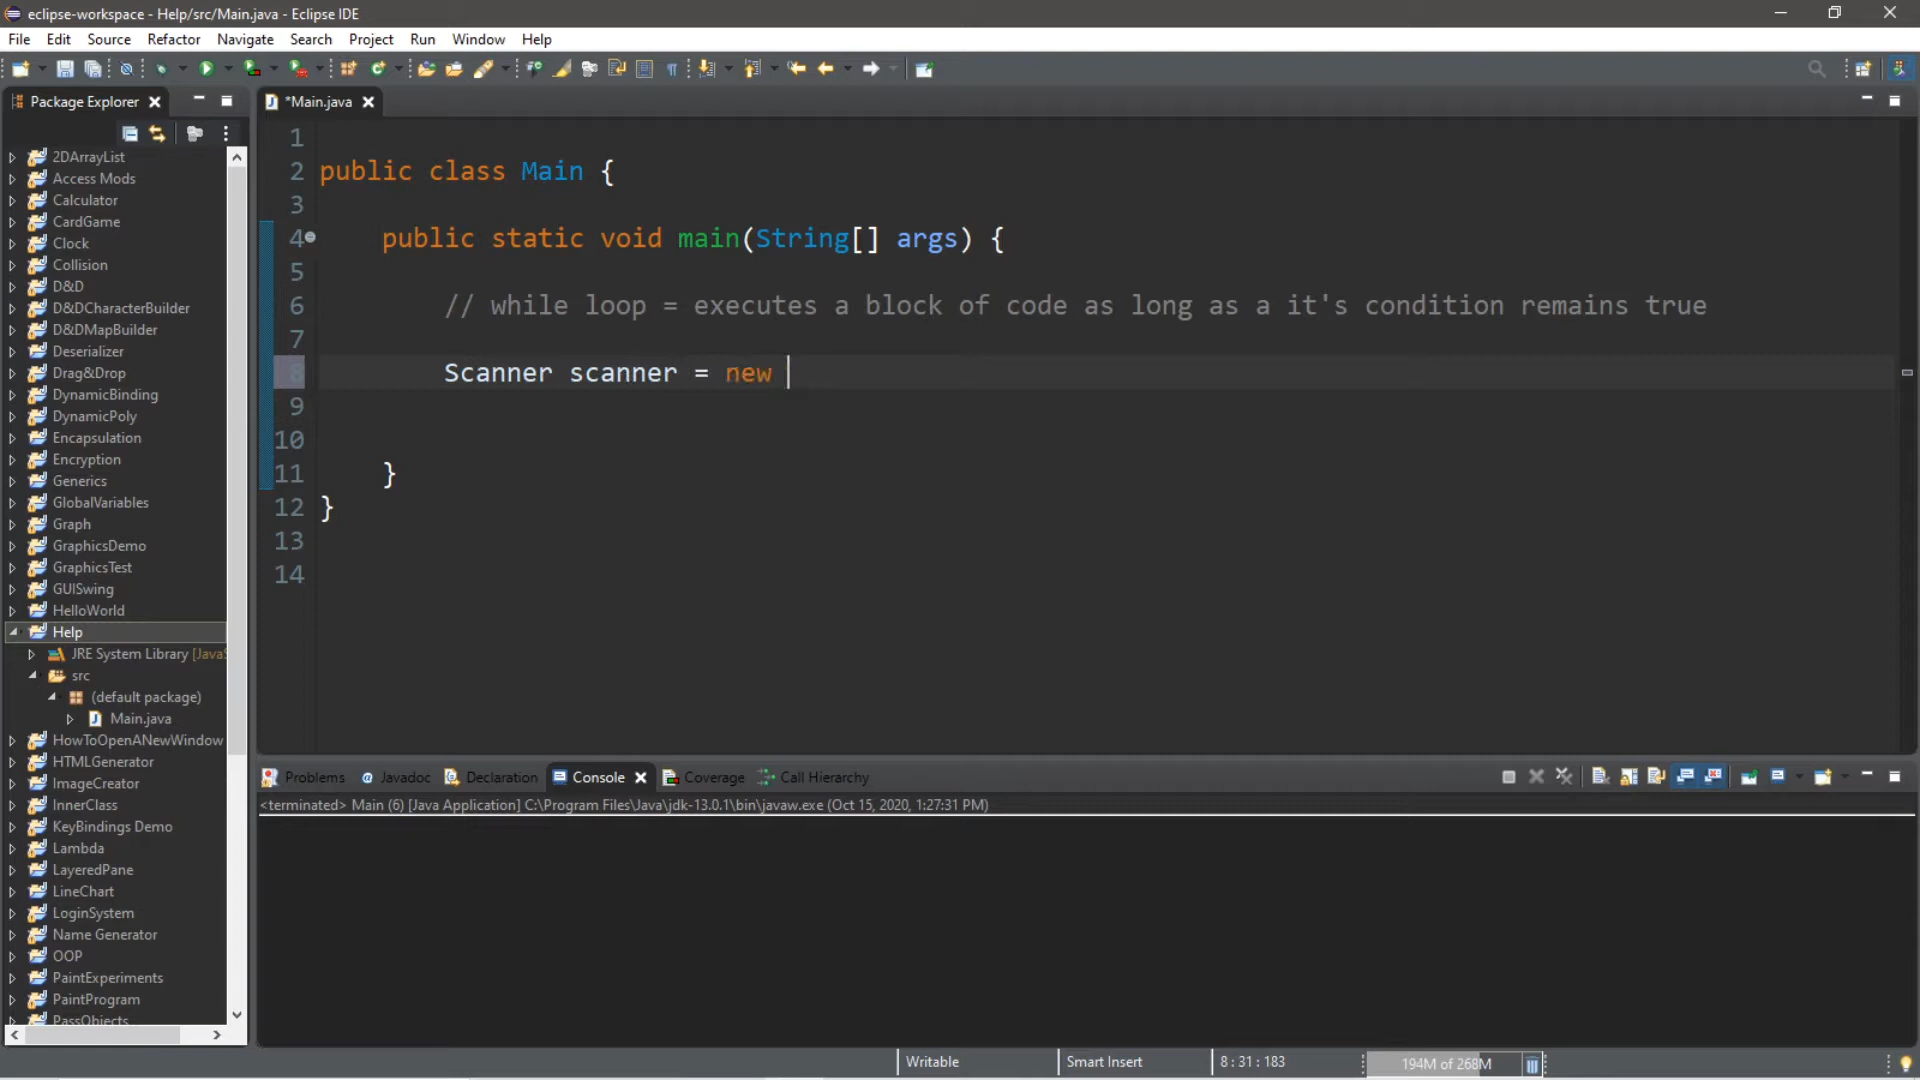 eclipse-workspace - Help/src/Main.java - Eclipse IDE
File Edit Source Refactor Navigate Search Project Run Window Help
Package Explorer
*Main.java
2DArrayList
Access Mods
Calculator
CardGame
Clock
Collision
D&D
D&DCharacterBuilder
D&DMapBuilder
Deserializer
Drag&Drop
DynamicBinding
DynamicPoly
Encapsulation
Encryption
Generics
GlobalVariables
Graph
GraphicsDemo
GraphicsTest
GUISwing
HelloWorld
Help
JRE System Library [JavaS
src
(default package)
Main.java
HowToOpenANewWindow
HTMLGenerator
ImageCreator
InnerClass
KeyBindings Demo
Lambda
LayeredPane
LineChart
LoginSystem
Name Generator
OOP
PaintExperiments
PaintProgram
PassObjects
1
2 public class Main {
3
4 public static void main(String[] args) {
5
6 // while loop = executes a block of code as long as a it's condition remains true
7
8 Scanner scanner = new
9
10
11 }
12 }
13
14
Problems Javadoc Declaration Console Coverage Call Hierarchy
<terminated> Main (6) [Java Application] C:\Program Files\Java\jdk-13.0.1\bin\javaw.exe (Oct 15, 2020, 1:27:31 PM)
Writable Smart Insert 8 : 31 : 183 194M of 268M